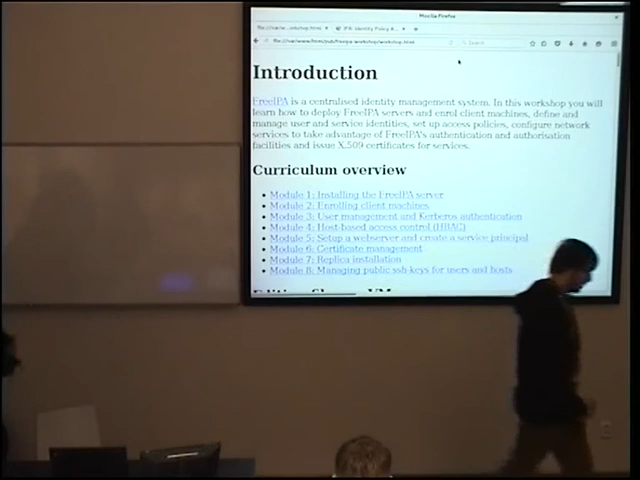 Mozilla Firefox
Search
Introduction
FreeIPA is a centralised identity management system. In this workshop you will
learn how to deploy FreeIPA servers and enrol client machines, define and
manage user and service identities, set up access policies, configure network
services to take advantage of FreeIPA's authentication and authorisation
facilities and issue X.509 certificates for services.
Curriculum overview
Module 1: Installing the FreeIPA server
Module 2: Enrolling client machines
Module 3: User management and Kerberos authentication
Module 4: Host-based access control (HBAC)
Module 5: Setup a webserver and create a service principal
Module 6: Certificate management
Module 7: Replica installation
Module 8: Managing public ssh-keys for users and hosts